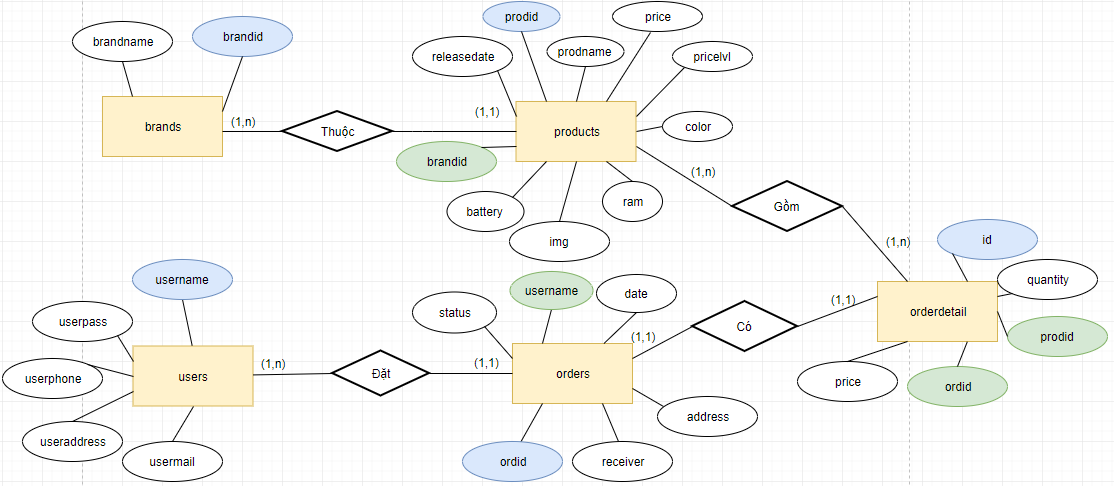 prodid
price
brandname
brandid
releasedate
prodname
pricelvl
brands
(1,n)
Thuộc
(1,1)
products
color
brandid
(1,n)
battery
img
ram
Gồm
(1,n)
id
username
quantity
userpass
status
username
date
(1,1)
orderdetail
prodid
userphone
users
(1,n)
Đặt
(1,1)
orders
(1,1)
Có
price
ordid
useraddress
usermail
address
ordid
receiver